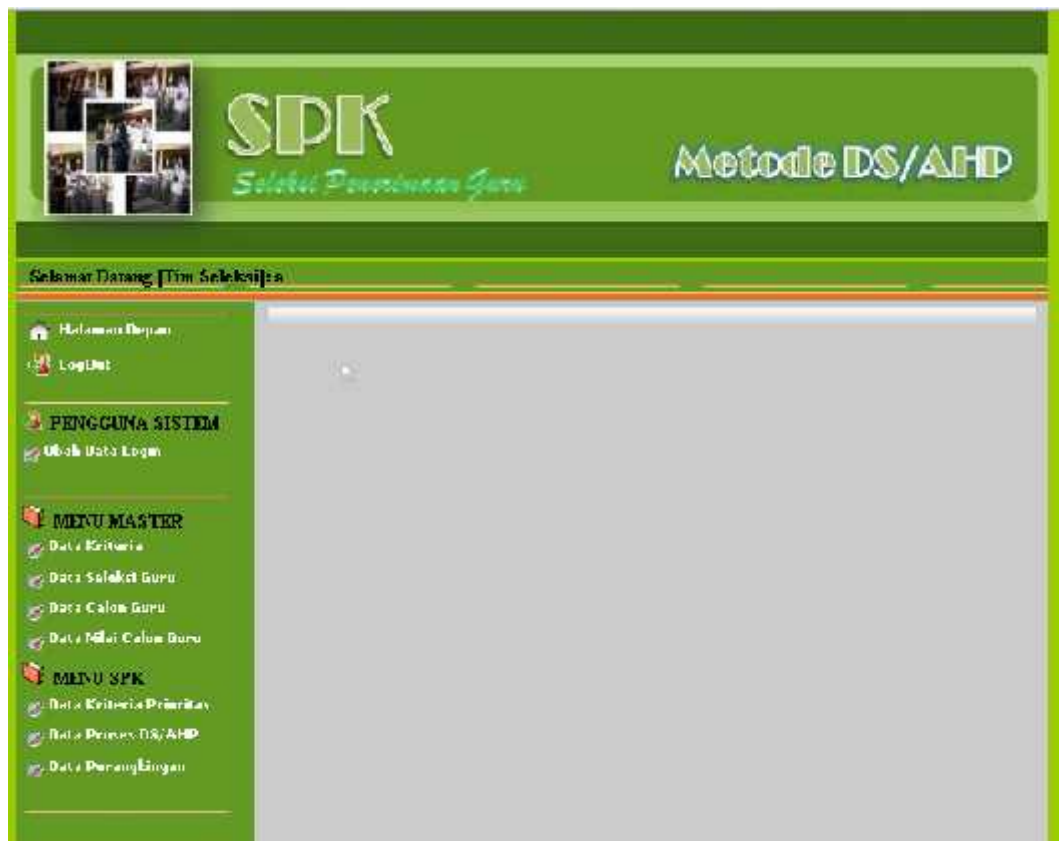 SPK
Seleksi Penerimaan Guru
Metode DS/AHP
Selamat Datang [Tim Seleksi]: a
Halaman Depan
LogOut
PENGGUNA SISTEM
Ubah Data Login
MENU MASTER
Data Kriteria
Data Seleksi Guru
Data Calon Guru
Data Nilai Calon Guru
MENU SPK
Data Kriteria Prioritas
Data Proses DS/AHP
Data Perangkingan